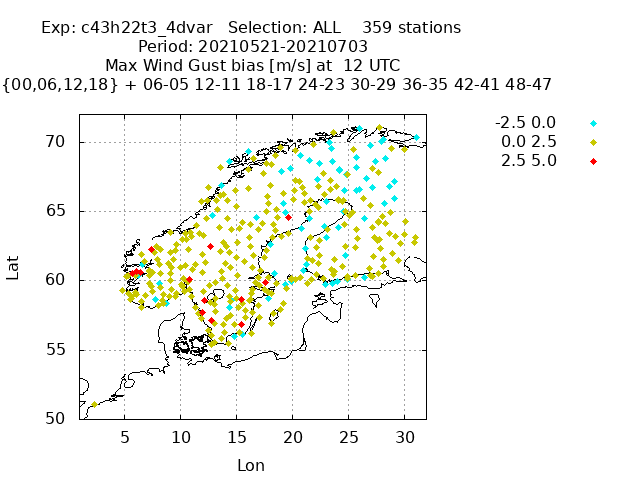 Exp: c43h22t3_4dvar   Selection: ALL    359 stations
Period: 20210521-20210703
Max Wind Gust bias [m/s] at  12 UTC
{00,06,12,18} + 06-05 12-11 18-17 24-23 30-29 36-35 42-41 48-47
-2.5 0.0
0.0 2.5
2.5 5.0
70
65
60
55
50
Lat
5 10 15 20 25 30
Lon